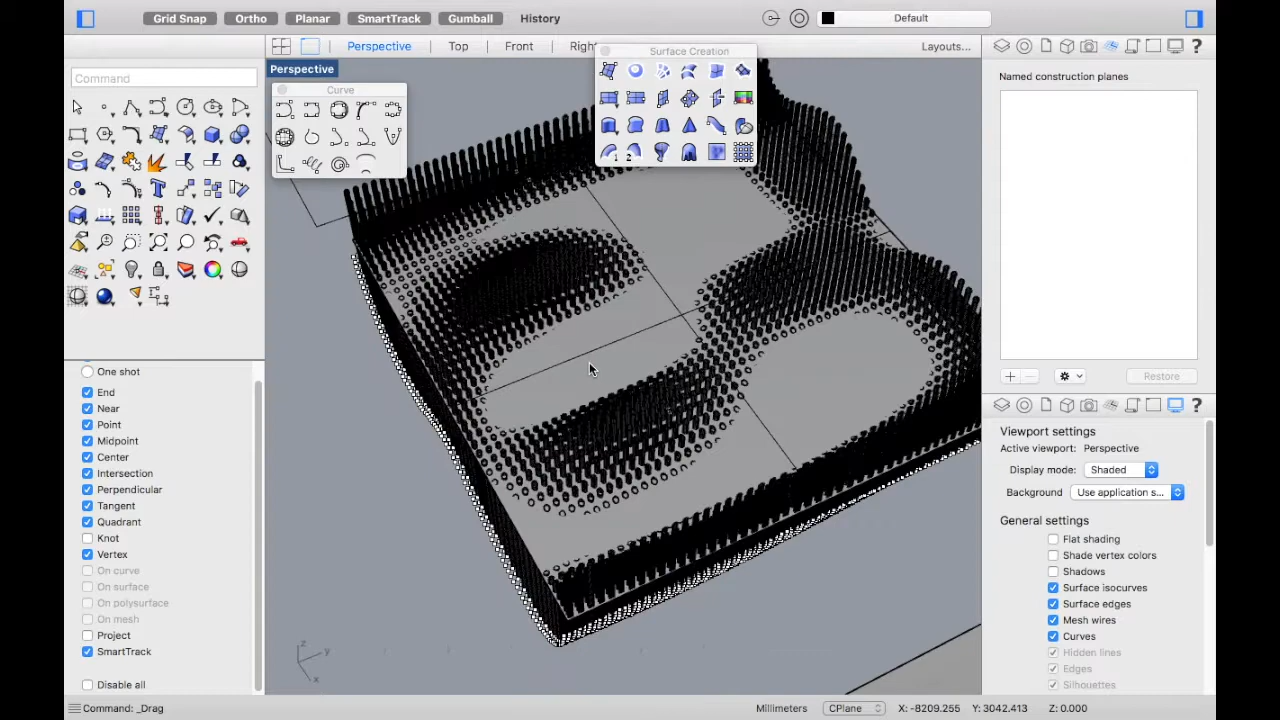 Grid Snap Ortho Planar SmartTrack Gumball History Default
Perspective Top Front Right Layouts...
Surface Creation
Perspective
Curve
Command
Named construction planes
Restore
One shot
End
Near
Point
Midpoint
Center
Intersection
Perpendicular
Tangent
Quadrant
Knot
Vertex
On curve
On surface
On polysurface
On mesh
Project
SmartTrack
Disable all
Viewport settings
Active viewport: Perspective
Display mode: Shaded
Background Use application s...
General settings
Flat shading
Shade vertex colors
Shadows
Surface isocurves
Surface edges
Mesh wires
Curves
Hidden lines
Edges
Silhouettes
z
y
x
Command: _Drag Millimeters CPlane X: -8209.255 Y: 3042.413 Z: 0.000